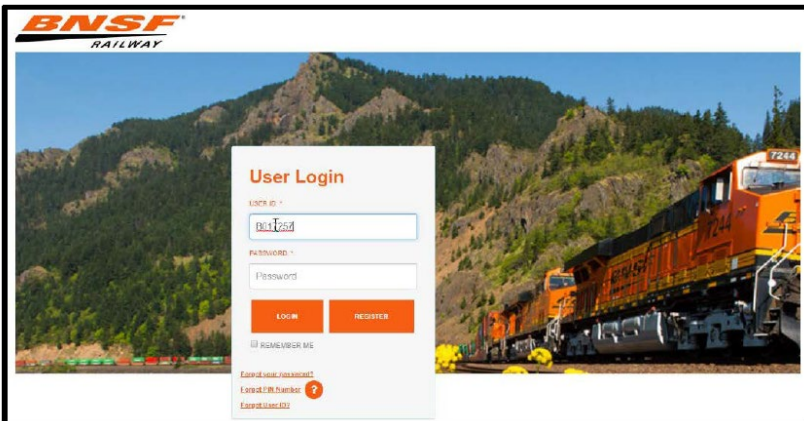 BNSF
RAILWAY
7244
User Login
USER ID *
PASSWORD *
Password
LOGIN
REGISTER
REMEMBER ME
Forgot your password?
Forgot PIN Number ?
Forgot User ID?